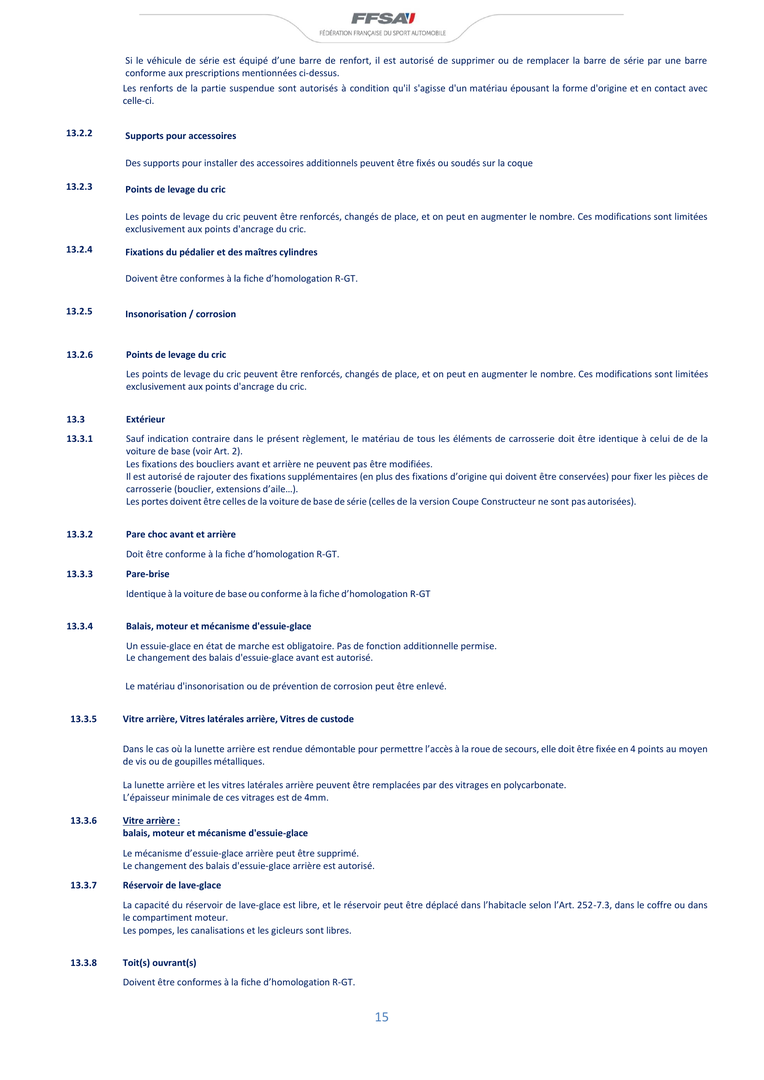 FFSA
FÉDÉRATION FRANÇAISE DU SPORT AUTOMOBILE
Si le véhicule de série est équipé d'une barre de renfort, il est autorisé de supprimer ou de remplacer la barre de série par une barre
conforme aux prescriptions mentionnées ci-dessus.
Les renforts de la partie suspendue sont autorisés à condition qu'il s'agisse d'un matériau épousant la forme d'origine et en contact avec
celle-ci.
13.2.2 Supports pour accessoires
Des supports pour installer des accessoires additionnels peuvent être fixés ou soudés sur la coque
13.2.3 Points de levage du cric
Les points de levage du cric peuvent être renforcés, changés de place, et on peut en augmenter le nombre. Ces modifications sont limitées
exclusivement aux points d'ancrage du cric.
13.2.4 Fixations du pédalier et des maîtres cylindres
Doivent être conformes à la fiche d'homologation R-GT.
13.2.5 Insonorisation / corrosion
13.2.6 Points de levage du cric
Les points de levage du cric peuvent être renforcés, changés de place, et on peut en augmenter le nombre. Ces modifications sont limitées
exclusivement aux points d'ancrage du cric.
13.3 Extérieur
13.3.1 Sauf indication contraire dans le présent règlement, le matériau de tous les éléments de carrosserie doit être identique à celui de de la
voiture de base (voir Art. 2).
Les fixations des boucliers avant et arrière ne peuvent pas être modifiées.
Il est autorisé de rajouter des fixations supplémentaires (en plus des fixations d'origine qui doivent être conservées) pour fixer les pièces de
carrosserie (bouclier, extensions d'aile…).
Les portes doivent être celles de la voiture de base de série (celles de la version Coupe Constructeur ne sont pas autorisées).
13.3.2 Pare choc avant et arrière
Doit être conforme à la fiche d'homologation R-GT.
13.3.3 Pare-brise
Identique à la voiture de base ou conforme à la fiche d'homologation R-GT
13.3.4 Balais, moteur et mécanisme d'essuie-glace
Un essuie-glace en état de marche est obligatoire. Pas de fonction additionnelle permise.
Le changement des balais d'essuie-glace avant est autorisé.
Le matériau d'insonorisation ou de prévention de corrosion peut être enlevé.
13.3.5 Vitre arrière, Vitres latérales arrière, Vitres de custode
Dans le cas où la lunette arrière est rendue démontable pour permettre l'accès à la roue de secours, elle doit être fixée en 4 points au moyen
de vis ou de goupilles métalliques.
La lunette arrière et les vitres latérales arrière peuvent être remplacées par des vitrages en polycarbonate.
L'épaisseur minimale de ces vitrages est de 4mm.
13.3.6 Vitre arrière :
balais, moteur et mécanisme d'essuie-glace
Le mécanisme d'essuie-glace arrière peut être supprimé.
Le changement des balais d'essuie-glace arrière est autorisé.
13.3.7 Réservoir de lave-glace
La capacité du réservoir de lave-glace est libre, et le réservoir peut être déplacé dans l'habitacle selon l'Art. 252-7.3, dans le coffre ou dans
le compartiment moteur.
Les pompes, les canalisations et les gicleurs sont libres.
13.3.8 Toit(s) ouvrant(s)
Doivent être conformes à la fiche d'homologation R-GT.
15